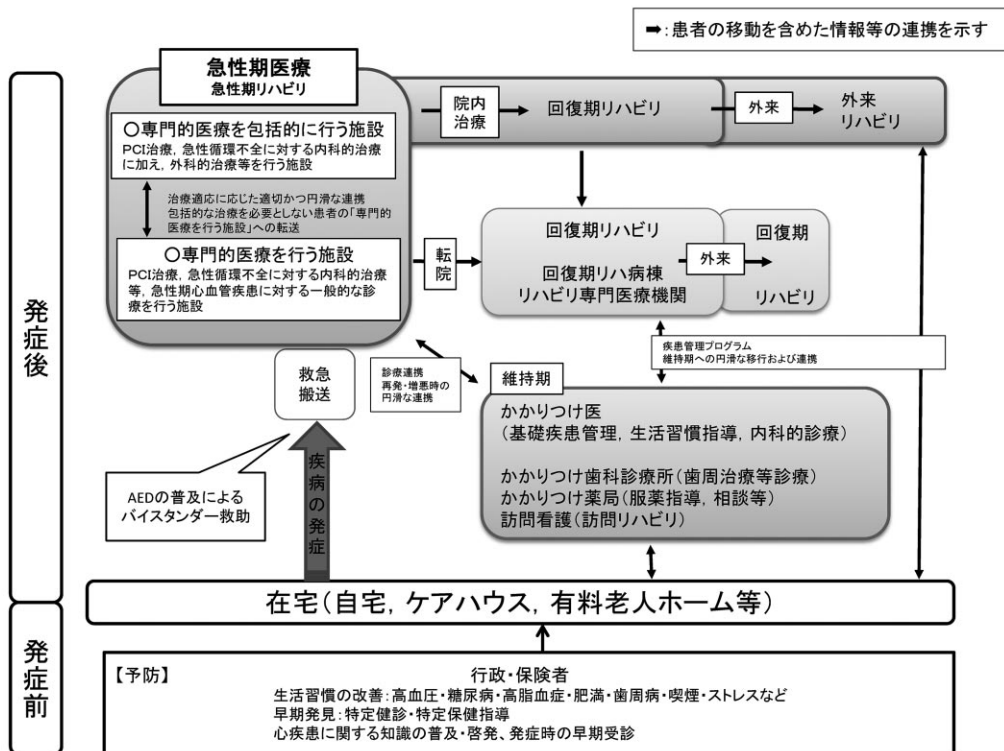 ➡:患者の移動を含めた情報等の連携を示す
発症後
急性期医療
急性期リハビリ
〇専門的医療を包括的に行う施設
PCI治療，急性循環不全に対する内科的治療
に加え，外科的治療等を行う施設
治療適応に応じた適切かつ円滑な連携
包括的な治療を必要としない患者の「専門的
医療を行う施設」への転送
〇専門的医療を行う施設
PCI治療，急性循環不全に対する内科的治療
等，急性期心血管疾患に対する一般的な診
療を行う施設
院内
治療
回復期リハビリ
外来
外来
リハビリ
転院
回復期リハビリ
回復期リハ病棟
リハビリ専門医療機関
外来
回復期
リハビリ
疾患管理プログラム
維持期への円滑な移行および連携
救急
搬送
診療連携
再発・増悪時の
円滑な連携
維持期
かかりつけ医
(基礎疾患管理，生活習慣指導，内科的診療)
かかりつけ歯科診療所(歯周治療等診療)
かかりつけ薬局(服薬指導，相談等)
訪問看護(訪問リハビリ)
AEDの普及による
バイスタンダー救助
疾病の発症
在宅(自宅，ケアハウス，有料老人ホーム等)
発症前
【予防】
行政・保険者
生活習慣の改善:高血圧・糖尿病・高脂血症・肥満・歯周病・喫煙・ストレスなど
早期発見:特定健診・特定保健指導
心疾患に関する知識の普及・啓発、発症時の早期受診